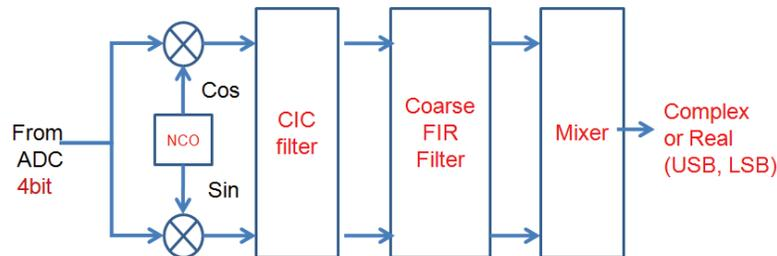 From
ADC
4bit
Cos
NCO
Sin
CIC
filter
Coarse
FIR
Filter
Mixer
Complex
or Real
(USB, LSB)